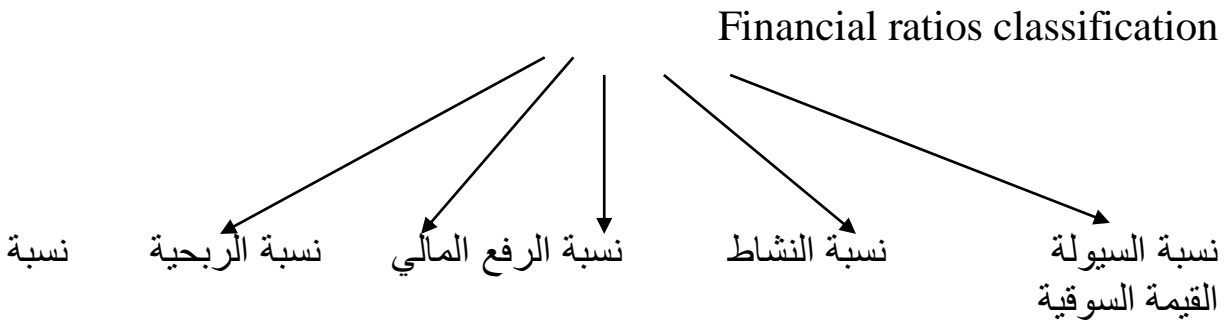 Financial ratios classification
نسبة السيولة نسبة النشاط نسبة الرفع المالي نسبة الربحية نسبة
القيمة السوقية